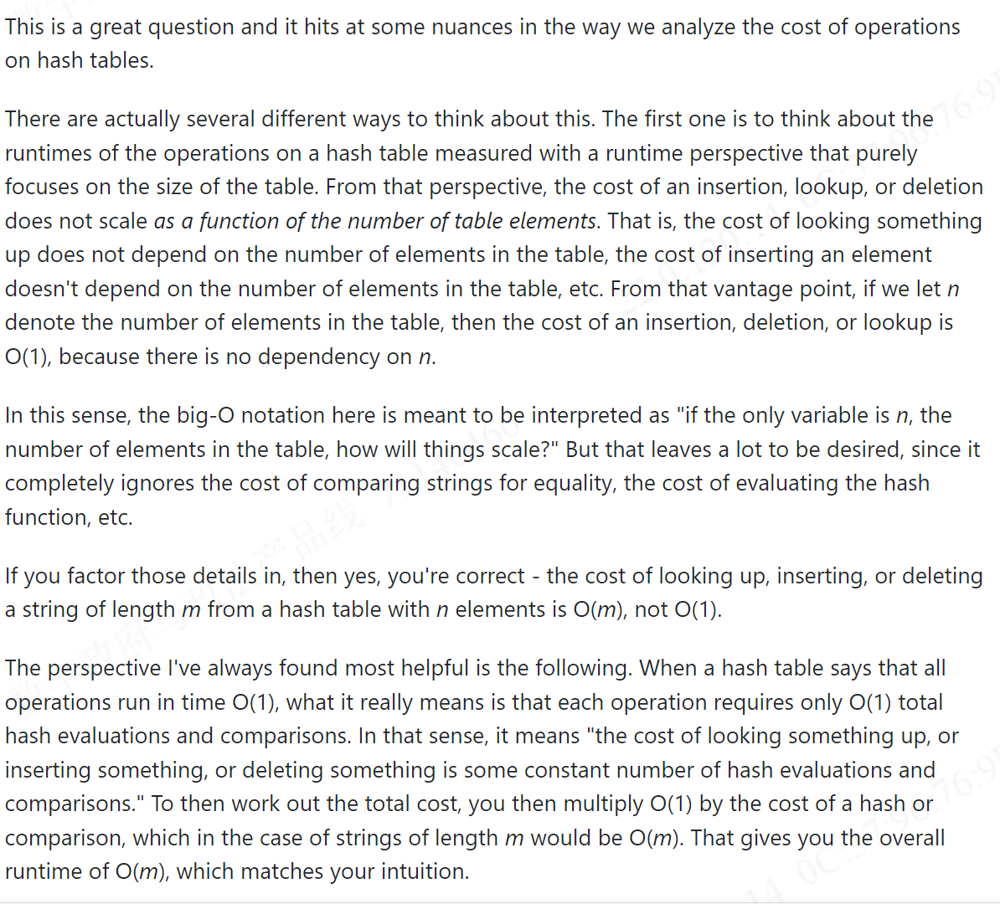 This is a great question and it hits at some nuances in the way we analyze the cost of operations
on hash tables.
There are actually several different ways to think about this. The first one is to think about the
runtimes of the operations on a hash table measured with a runtime perspective that purely
focuses on the size of the table. From that perspective, the cost of an insertion, lookup, or deletion
does not scale as a function of the number of table elements. That is, the cost of looking something
up does not depend on the number of elements in the table, the cost of inserting an element
doesn't depend on the number of elements in the table, etc. From that vantage point, if we let n
denote the number of elements in the table, then the cost of an insertion, deletion, or lookup is
O(1), because there is no dependency on n.
In this sense, the big-O notation here is meant to be interpreted as "if the only variable is n, the
number of elements in the table, how will things scale?" But that leaves a lot to be desired, since it
completely ignores the cost of comparing strings for equality, the cost of evaluating the hash
function, etc.
If you factor those details in, then yes, you're correct - the cost of looking up, inserting, or deleting
a string of length m from a hash table with n elements is O(m), not O(1).
The perspective I've always found most helpful is the following. When a hash table says that all
operations run in time O(1), what it really means is that each operation requires only O(1) total
hash evaluations and comparisons. In that sense, it means "the cost of looking something up, or
inserting something, or deleting something is some constant number of hash evaluations and
comparisons." To then work out the total cost, you then multiply O(1) by the cost of a hash or
comparison, which in the case of strings of length m would be O(m). That gives you the overall
runtime of O(m), which matches your intuition.